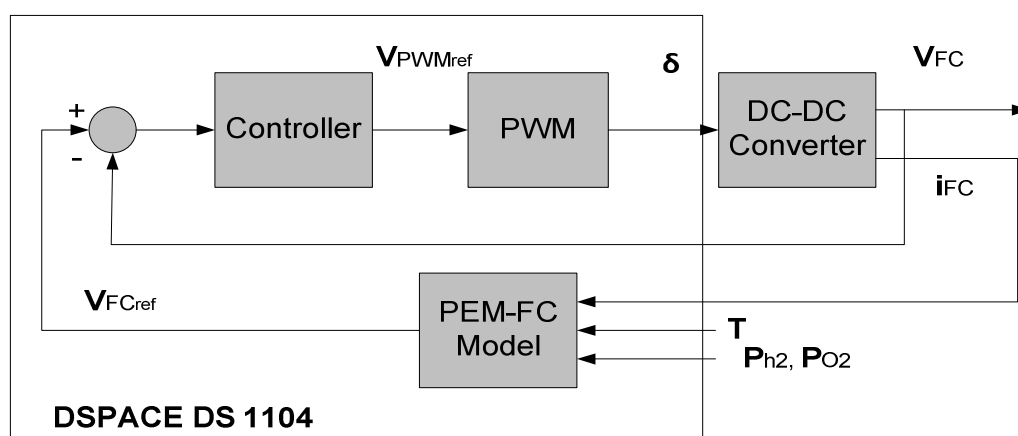 VPWMref
δ
VFC
+
-
Controller
PWM
DC-DC
Converter
iFC
VFCref
PEM-FC
Model
T
Ph2, PO2
DSPACE DS 1104